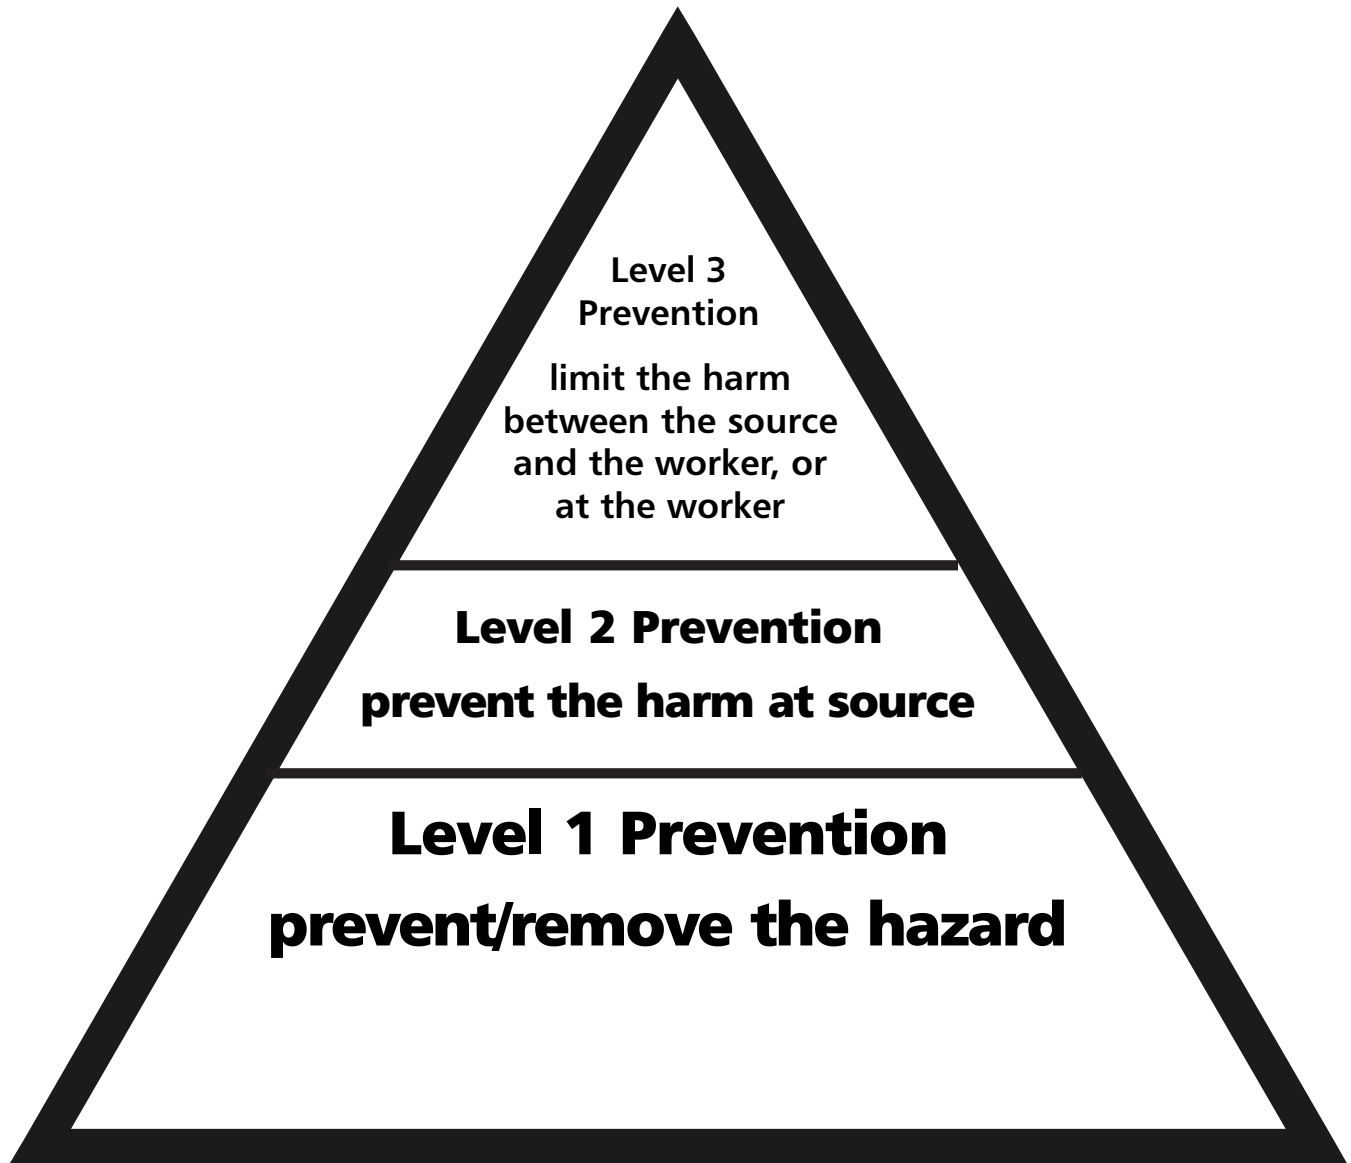 Level 3
Prevention
limit the harm
between the source
and the worker, or
at the worker
Level 2 Prevention
prevent the harm at source
Level 1 Prevention
prevent/remove the hazard